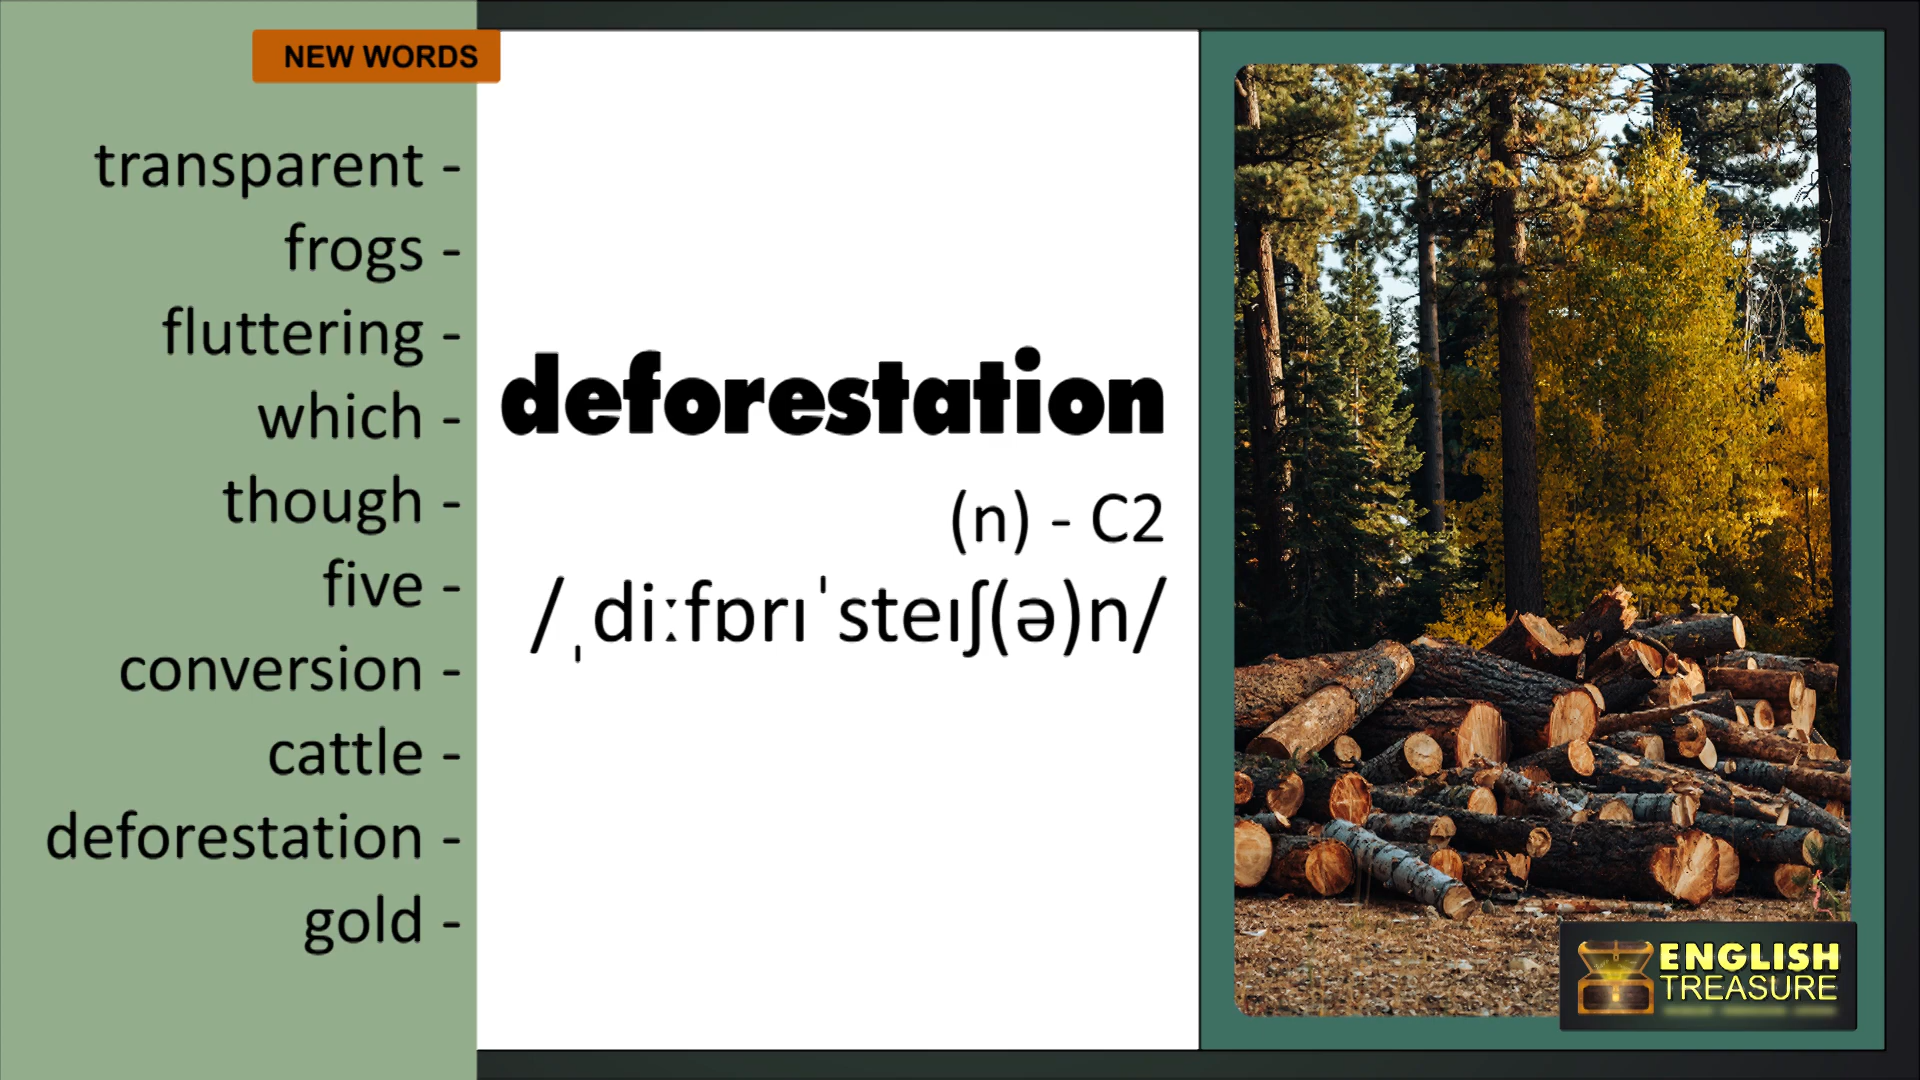 NEW WORDS
transparent -
frogs -
fluttering -
which -
though -
five -
conversion -
cattle -
deforestation -
gold -
deforestation
(n) - C2
/ˌdiːfɒrɪˈsteɪʃ(ə)n/
ENGLISH
TREASURE